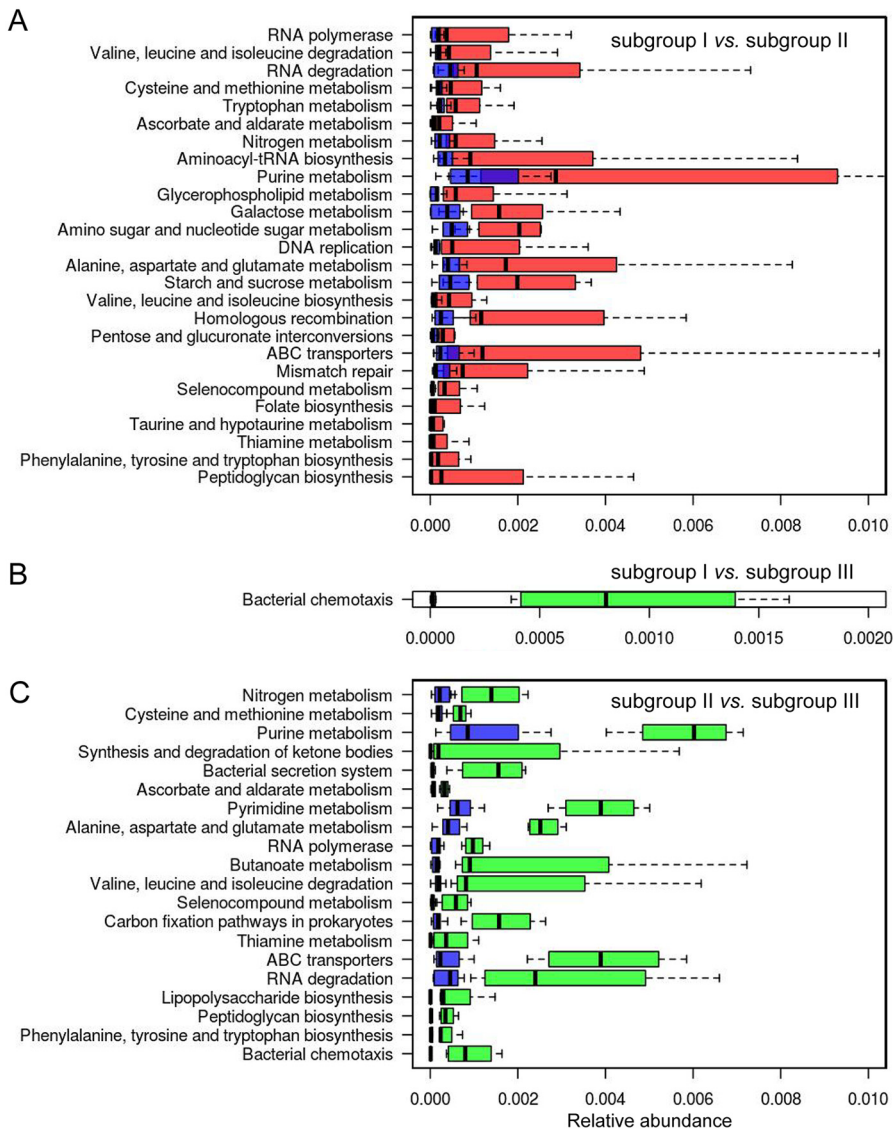 A
subgroup I vs. subgroup II
RNA polymerase
Valine, leucine and isoleucine degradation
RNA degradation
Cysteine and methionine metabolism
Tryptophan metabolism
Ascorbate and aldarate metabolism
Nitrogen metabolism
Aminoacyl-tRNA biosynthesis
Purine metabolism
Glycerophospholipid metabolism
Galactose metabolism
Amino sugar and nucleotide sugar metabolism
DNA replication
Alanine, aspartate and glutamate metabolism
Starch and sucrose metabolism
Valine, leucine and isoleucine biosynthesis
Homologous recombination
Pentose and glucuronate interconversions
ABC transporters
Mismatch repair
Selenocompound metabolism
Folate biosynthesis
Taurine and hypotaurine metabolism
Thiamine metabolism
Phenylalanine, tyrosine and tryptophan biosynthesis
Peptidoglycan biosynthesis
0.000 0.002 0.004 0.006 0.008 0.010
B
subgroup I vs. subgroup III
Bacterial chemotaxis
0.0000 0.0005 0.0010 0.0015 0.0020
C
subgroup II vs. subgroup III
Nitrogen metabolism
Cysteine and methionine metabolism
Purine metabolism
Synthesis and degradation of ketone bodies
Bacterial secretion system
Ascorbate and aldarate metabolism
Pyrimidine metabolism
Alanine, aspartate and glutamate metabolism
RNA polymerase
Butanoate metabolism
Valine, leucine and isoleucine degradation
Selenocompound metabolism
Carbon fixation pathways in prokaryotes
Thiamine metabolism
ABC transporters
RNA degradation
Lipopolysaccharide biosynthesis
Peptidoglycan biosynthesis
Phenylalanine, tyrosine and tryptophan biosynthesis
Bacterial chemotaxis
0.000 0.002 0.004 0.006 0.008 0.010
Relative abundance